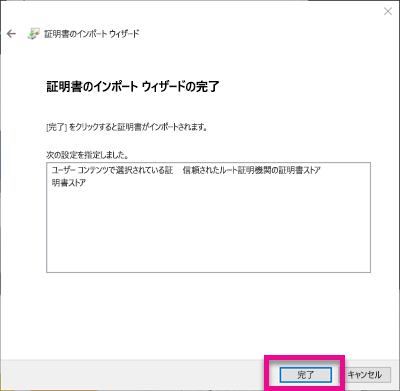 証明書のインポート ウィザード
証明書のインポート ウィザードの完了
[完了] をクリックすると証明書がインポートされます。
次の設定を指定しました。
ユーザー コンテンツで選択されている証 信頼されたルート証明機関の証明書ストア
明書ストア
完了 キャンセル